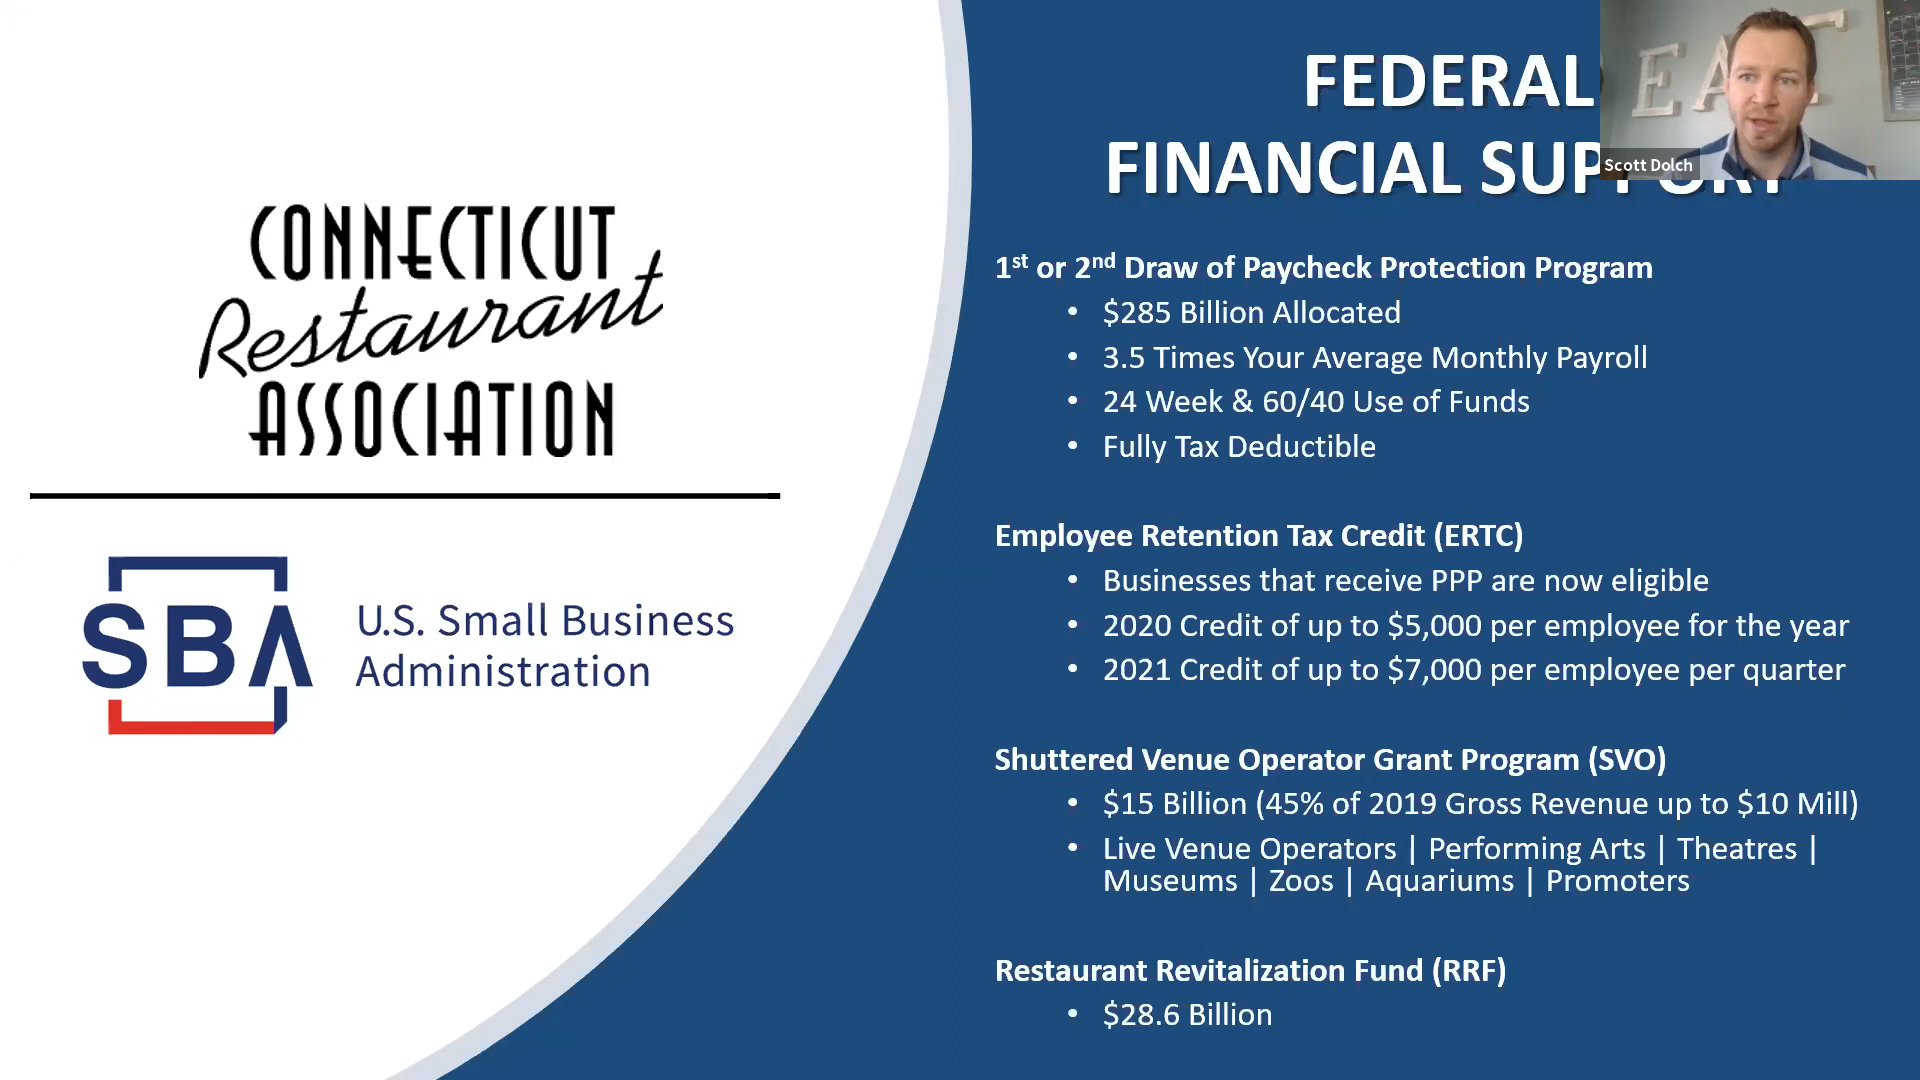 CONNECTICUT
Restaurant
ASSOCIATION
SBA
U.S. Small Business
Administration
FEDERAL
FINANCIAL SUPPORT
EAT
Scott Dolch
1st or 2nd Draw of Paycheck Protection Program
• $285 Billion Allocated
• 3.5 Times Your Average Monthly Payroll
• 24 Week & 60/40 Use of Funds
• Fully Tax Deductible
Employee Retention Tax Credit (ERTC)
• Businesses that receive PPP are now eligible
• 2020 Credit of up to $5,000 per employee for the year
• 2021 Credit of up to $7,000 per employee per quarter
Shuttered Venue Operator Grant Program (SVO)
• $15 Billion (45% of 2019 Gross Revenue up to $10 Mill)
• Live Venue Operators | Performing Arts | Theatres |
Museums | Zoos | Aquariums | Promoters
Restaurant Revitalization Fund (RRF)
• $28.6 Billion